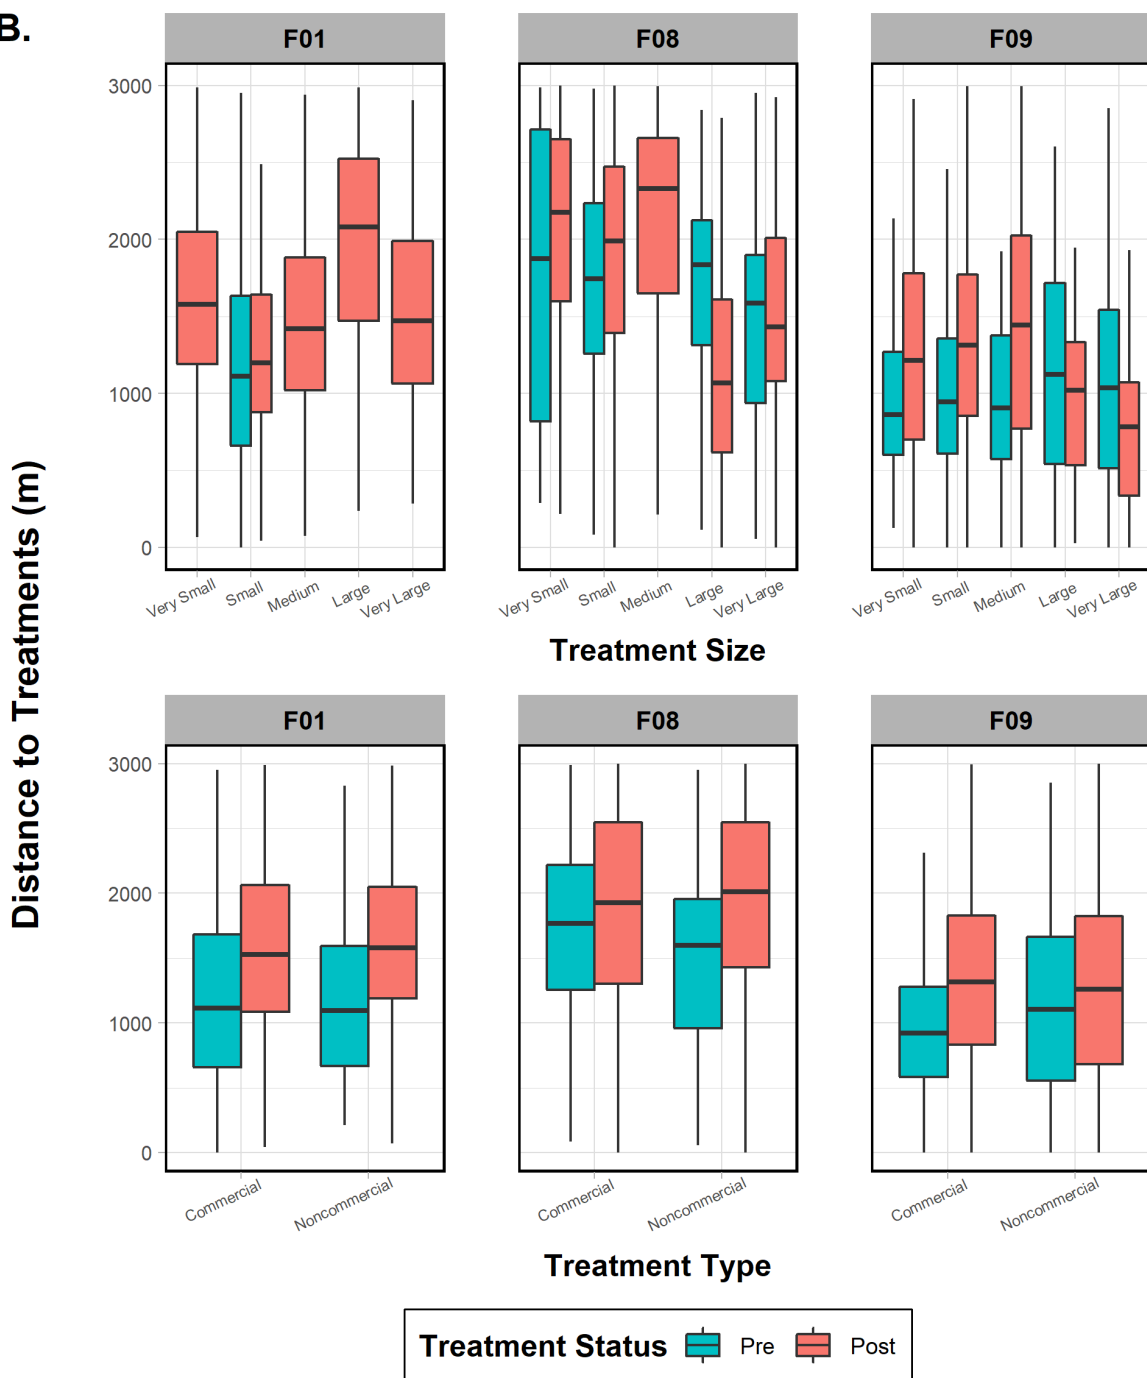 B.
F01 F08 F09
3000
2000
1000
0
Very Small Small Medium Large Very Large Very Small Small Medium Large Very Large Very Small Small Medium Large Very Large
Treatment Size
Distance to Treatments (m)
F01 F08 F09
3000
2000
1000
0
Commercial Noncommercial Commercial Noncommercial Commercial Noncommercial
Treatment Type
Treatment Status Pre Post